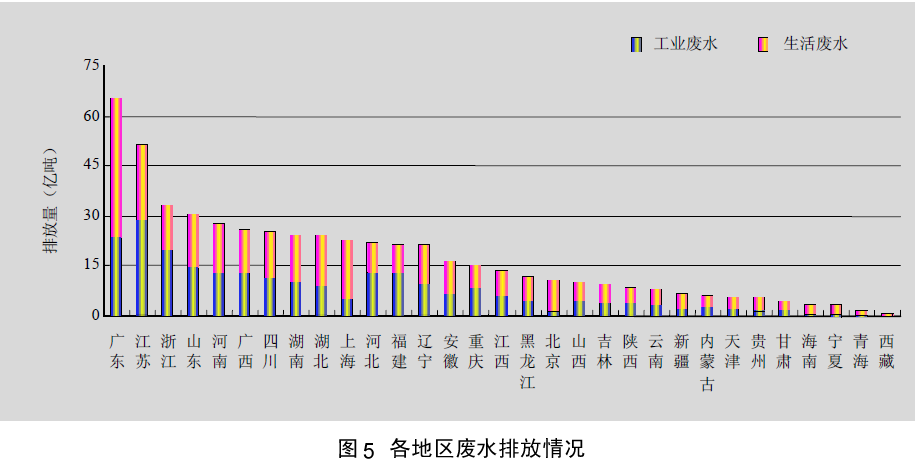 工业废水 生活废水
75
60
45
30
15
0
排放量（亿吨）
广东 江苏 浙江 山东 河南 广西 四川 湖南 湖北 上海 河北 福建 辽宁 安徽 重庆 江西 黑龙江 北京 山西 吉林 陕西 云南 新疆 内蒙古 天津 贵州 甘肃 海南 宁夏 青海 西藏
图5 各地区废水排放情况